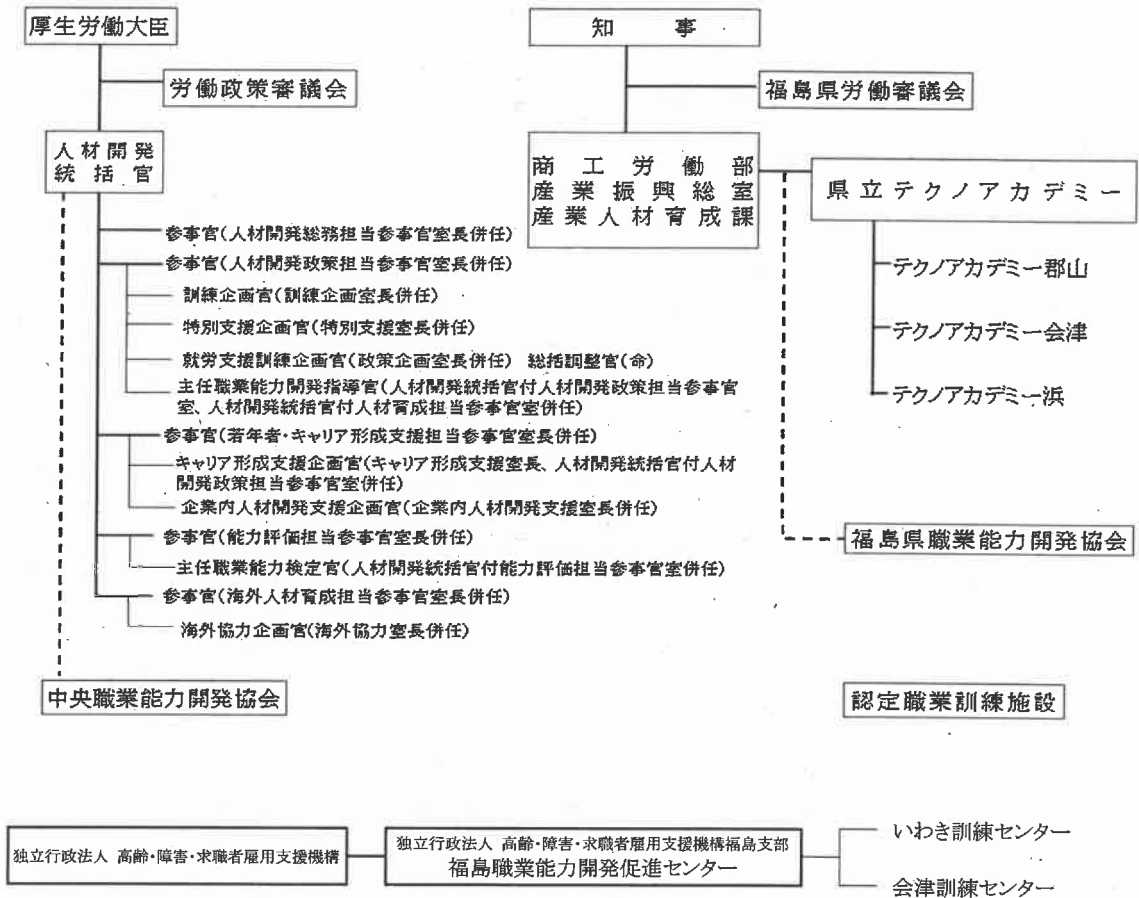 厚生労働大臣
労働政策審議会
人材開発
統括官
参事官(人材開発総務担当参事官室長併任)
参事官(人材開発政策担当参事官室長併任)
訓練企画官(訓練企画室長併任)
特別支援企画官(特別支援室長併任)
就労支援訓練企画官(政策企画室長併任) 総括調整官(命)
主任職業能力開発指導官(人材開発統括官付人材開発政策担当参事官
室、人材開発統括官付人材育成担当参事官室併任)
参事官(若年者・キャリア形成支援担当参事官室長併任)
キャリア形成支援企画官(キャリア形成支援室長、人材開発統括官付人材
開発政策担当参事官室併任)
企業内人材開発支援企画官(企業内人材開発支援室長併任)
参事官(能力評価担当参事官室長併任)
主任職業能力検定官(人材開発統括官付能力評価担当参事官室併任)
参事官(海外人材育成担当参事官室長併任)
海外協力企画官(海外協力室長併任)
中央職業能力開発協会
知 事
福島県労働審議会
商工労働部
産業振興総室
産業人材育成課
県立テクノアカデミー
テクノアカデミー郡山
テクノアカデミー会津
テクノアカデミー浜
福島県職業能力開発協会
認定職業訓練施設
独立行政法人 高齢・障害・求職者雇用支援機構
独立行政法人 高齢・障害・求職者雇用支援機構福島支部
福島職業能力開発促進センター
いわき訓練センター
会津訓練センター